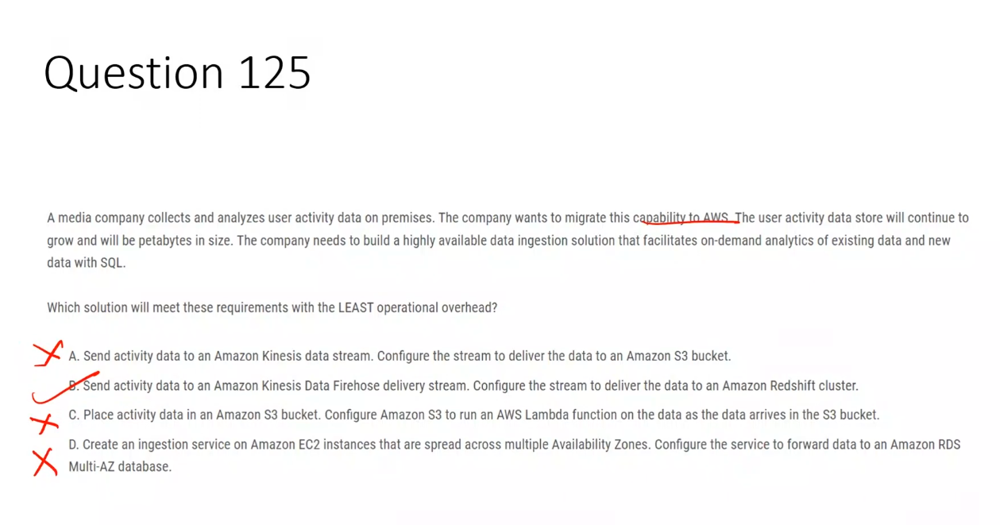 Question 125
A media company collects and analyzes user activity data on premises. The company wants to migrate this capability to AWS. The user activity data store will continue to
grow and will be petabytes in size. The company needs to build a highly available data ingestion solution that facilitates on-demand analytics of existing data and new
data with SQL.
Which solution will meet these requirements with the LEAST operational overhead?
A. Send activity data to an Amazon Kinesis data stream. Configure the stream to deliver the data to an Amazon S3 bucket.
B. Send activity data to an Amazon Kinesis Data Firehose delivery stream. Configure the stream to deliver the data to an Amazon Redshift cluster.
C. Place activity data in an Amazon S3 bucket. Configure Amazon S3 to run an AWS Lambda function on the data as the data arrives in the S3 bucket.
D. Create an ingestion service on Amazon EC2 instances that are spread across multiple Availability Zones. Configure the service to forward data to an Amazon RDS
Multi-AZ database.